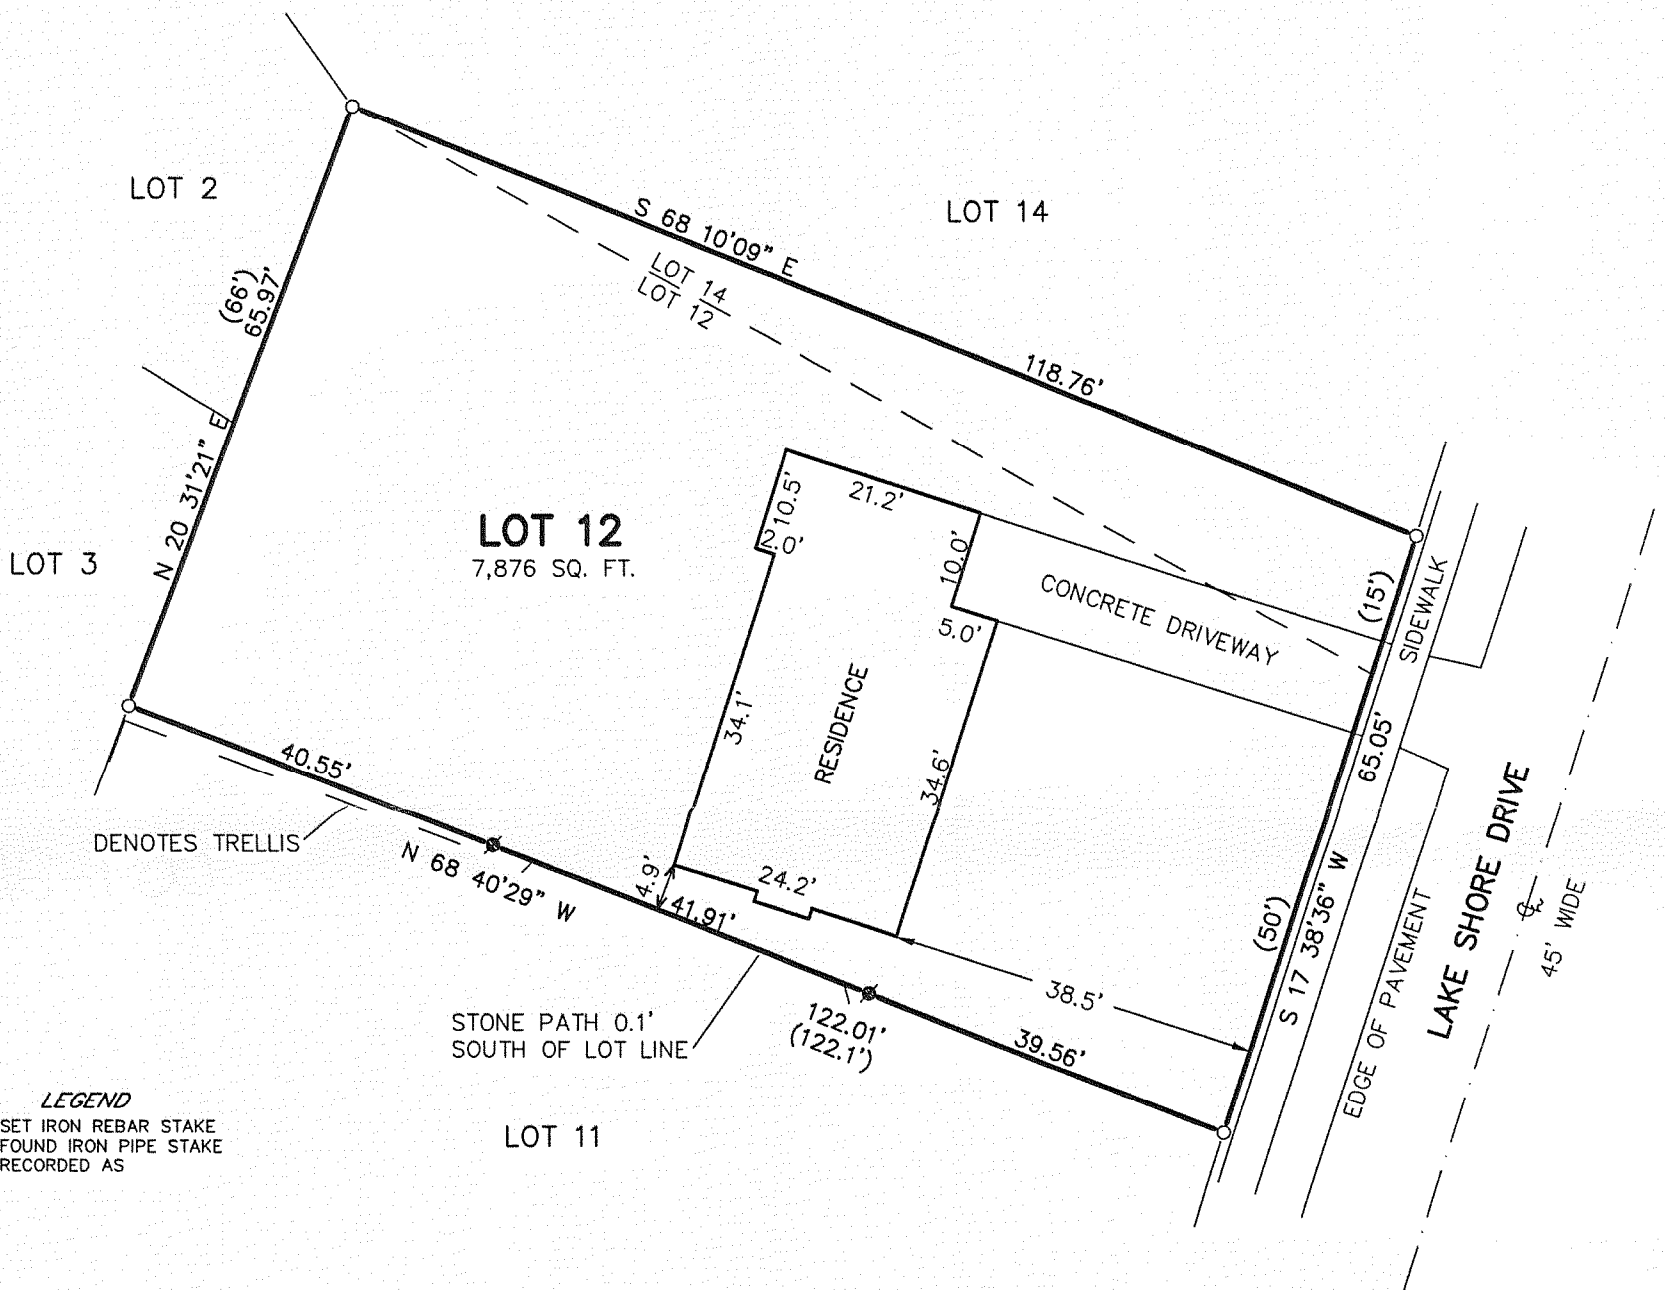 LOT 2
LOT 14
S 68 10'09" E
LOT 14
LOT 12
118.76'
(66')
65.97'
N 20 31'21" E
LOT 3
LOT 12
7,876 SQ. FT.
10.5'
2.0'
21.2'
10.0'
5.0'
CONCRETE DRIVEWAY
(15')
SIDEWALK
34.1'
RESIDENCE
34.6'
65.05'
40.55'
DENOTES TRELLIS
N 68 40'29" W
4.9'
24.2'
41.91'
38.5'
(50')
S 17 38'36" W
EDGE OF PAVEMENT
LAKE SHORE DRIVE
45' WIDE
STONE PATH 0.1'
SOUTH OF LOT LINE
122.01'
(122.1')
39.56'
LOT 11
LEGEND
SET IRON REBAR STAKE
FOUND IRON PIPE STAKE
RECORDED AS